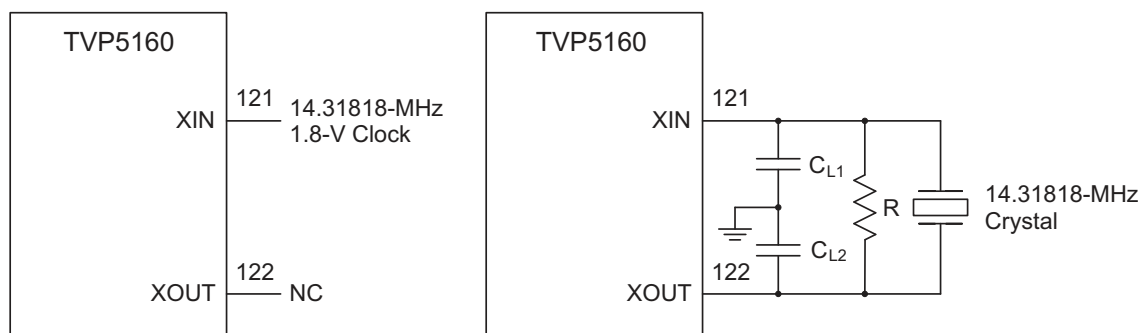 TVP5160
XIN
121
14.31818-MHz
1.8-V Clock
XOUT
122
NC
TVP5160
XIN
121
CL1
R
14.31818-MHz
Crystal
CL2
XOUT
122